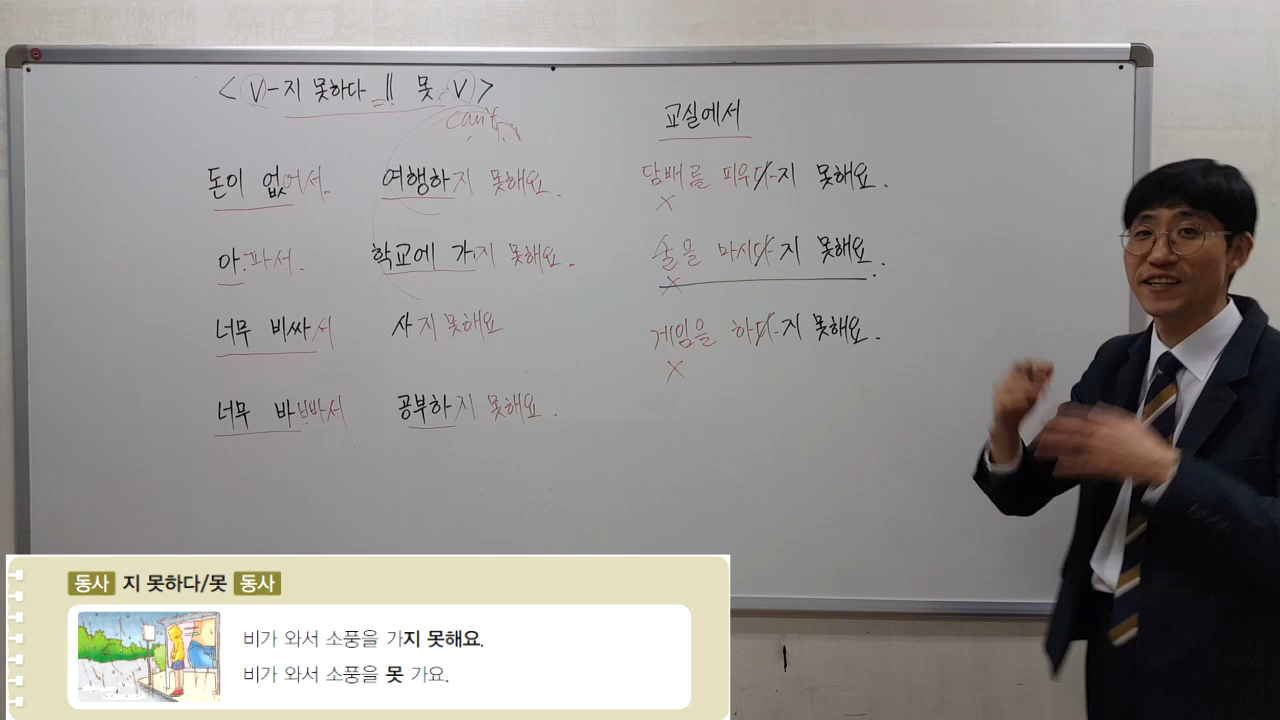 < V-지 못하다 = !! 못 V >
can't
돈이 없어서. 여행하지 못해요.
아.파서. 학교에 가지 못해요.
너무 비싸서 사지 못해요
너무 바쁘빠서 공부하지 못해요.
교실에서
담배를 피우다-지 못해요.
X
술을 마시다지 못해요.
X
게임을 하다-지 못해요.
X
동사 지 못하다/못 동사
비가 와서 소풍을 가지 못해요.
비가 와서 소풍을 못 가요.